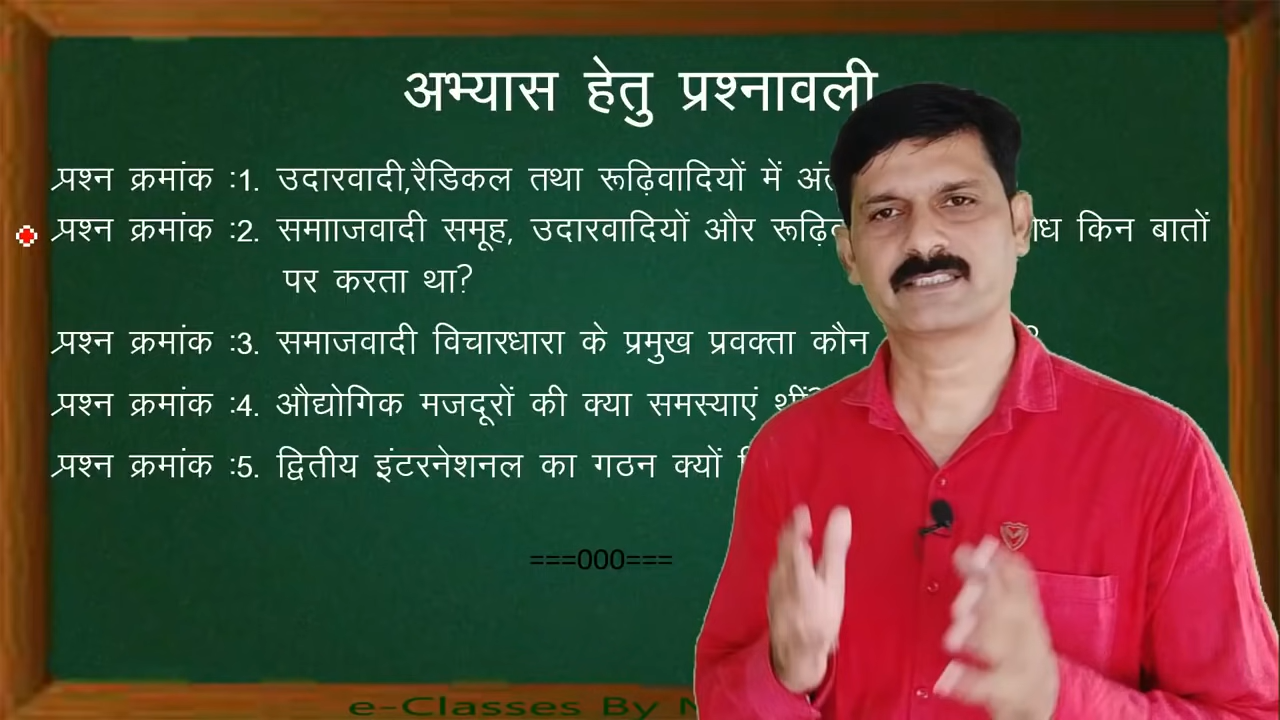 अभ्यास हेतु प्रश्नावली
प्रश्न क्रमांक :1. उदारवादी,रैडिकल तथा रूढ़िवादियों में
प्रश्न क्रमांक :2. समााजवादी समूह, उदारवादियों और किन बातों
पर करता था?
प्रश्न क्रमांक :3. समाजवादी विचारधारा के प्रमुख प्रवक्ता कौन ?
प्रश्न क्रमांक :4. औद्योगिक मजदूरों की क्या समस्याएं थीं?
प्रश्न क्रमांक :5. द्वितीय इंटरनेशनल का गठन क्यों
===000===
e-Classes By